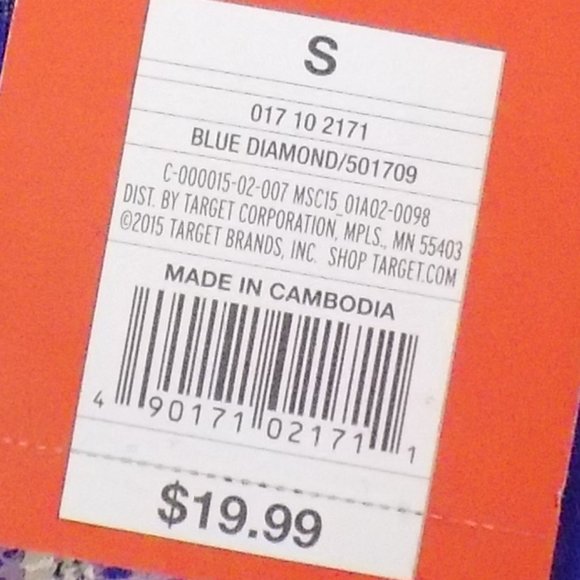 S
017 10 2171
BLUE DIAMOND/501709
C-000015-02-007 MSC15_01A02-0098
DIST. BY TARGET CORPORATION, MPLS., MN 55403
©2015 TARGET BRANDS, INC. SHOP TARGET.COM
MADE IN CAMBODIA
4 90171 02171 1
$19.99